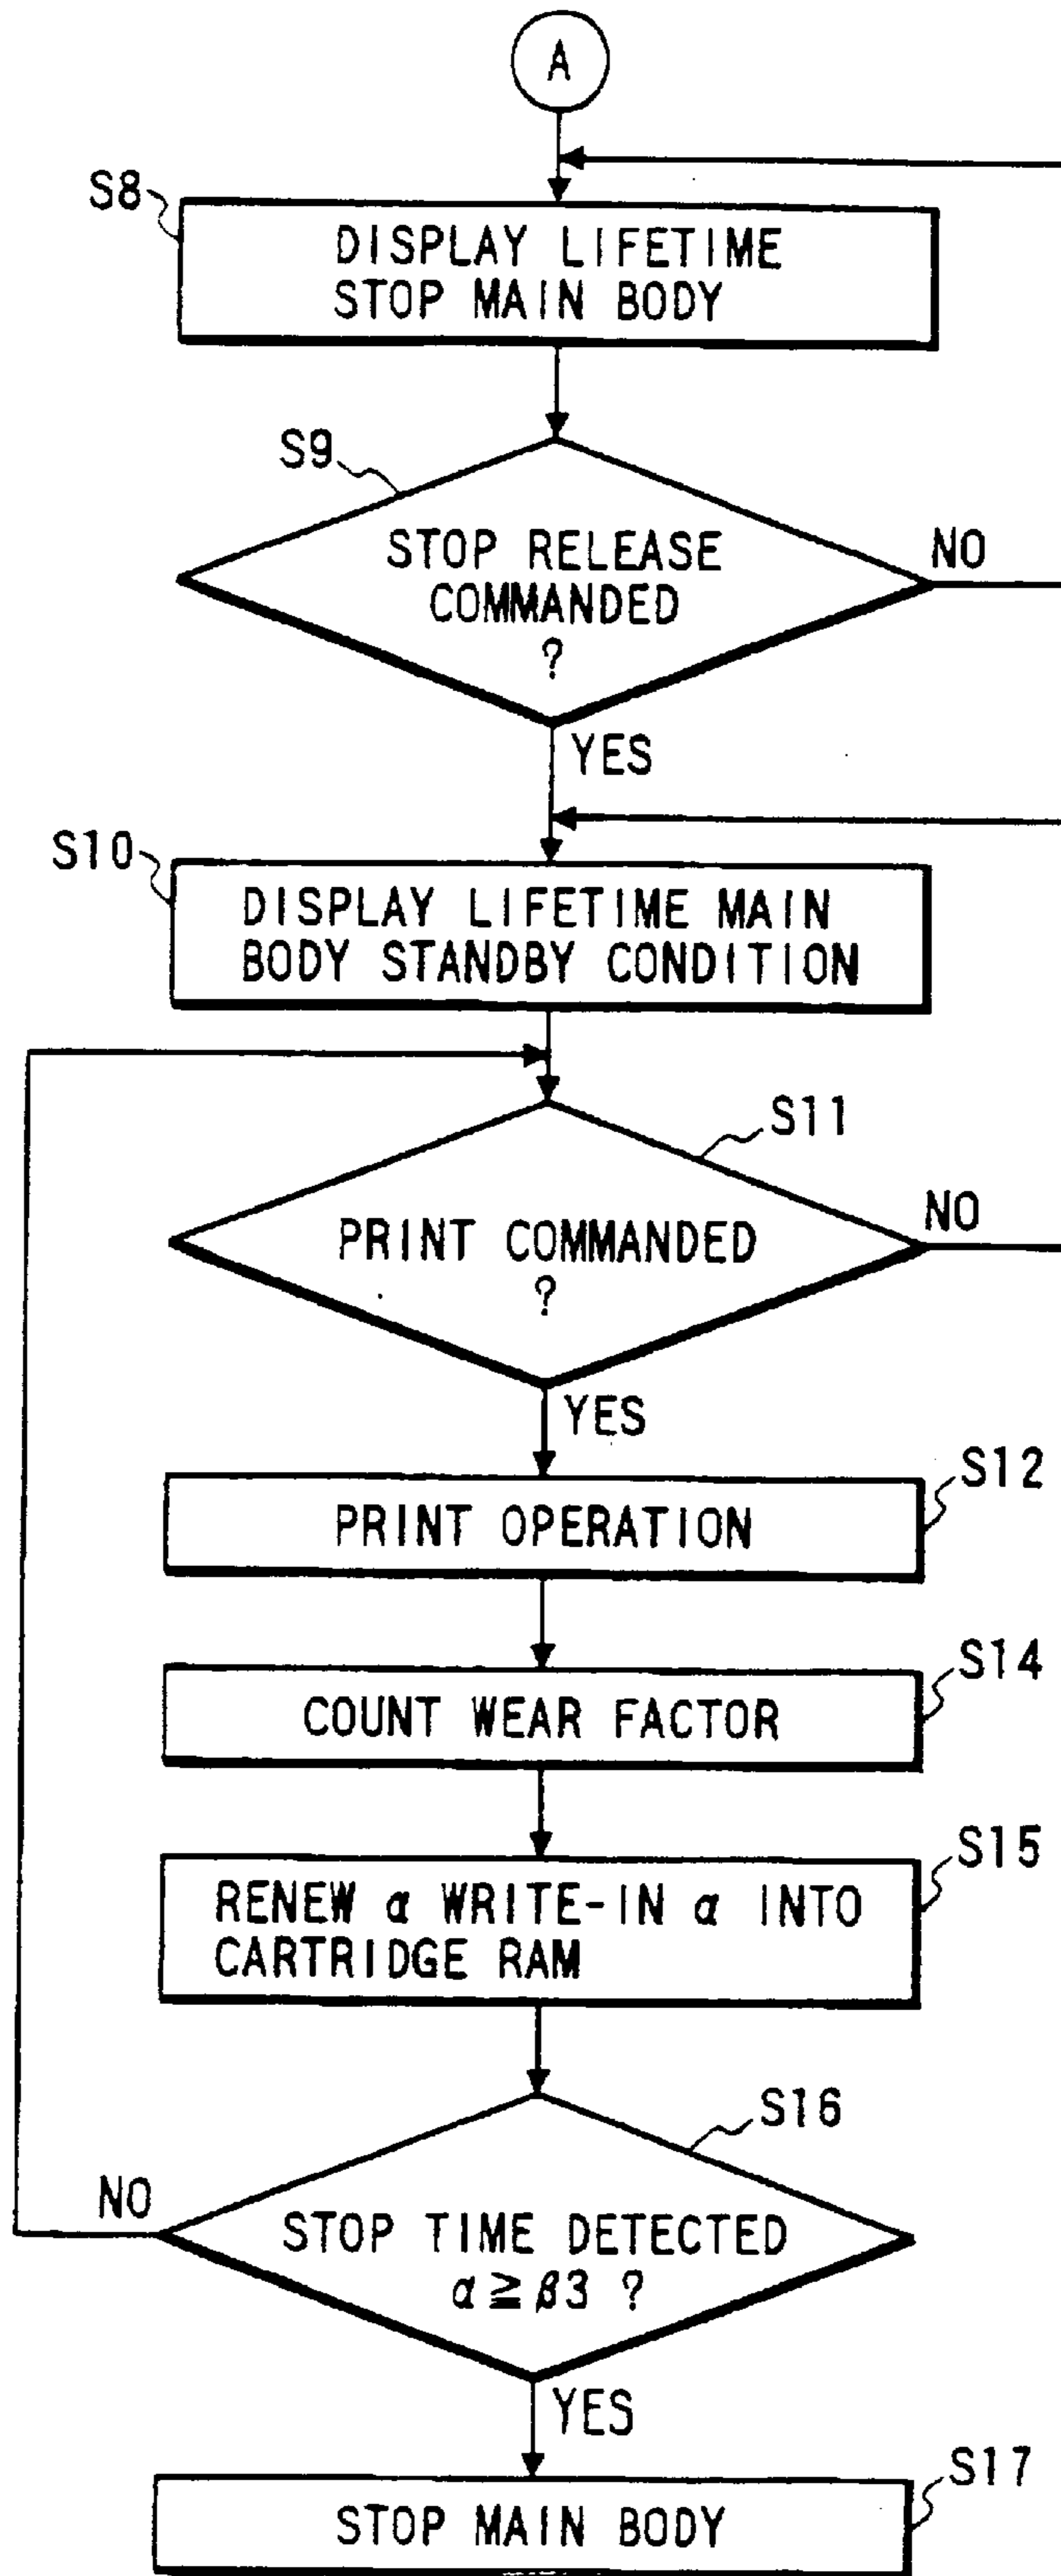 A
S8
DISPLAY LIFETIME
STOP MAIN BODY
S9
STOP RELEASE
COMMANDED
?
NO
YES
S10
DISPLAY LIFETIME MAIN
BODY STANDBY CONDITION
S11
PRINT COMMANDED
?
NO
YES
S12
PRINT OPERATION
S14
COUNT WEAR FACTOR
S15
RENEW α WRITE-IN α INTO
CARTRIDGE RAM
S16
NO
STOP TIME DETECTED
α ≧ β3 ?
YES
S17
STOP MAIN BODY